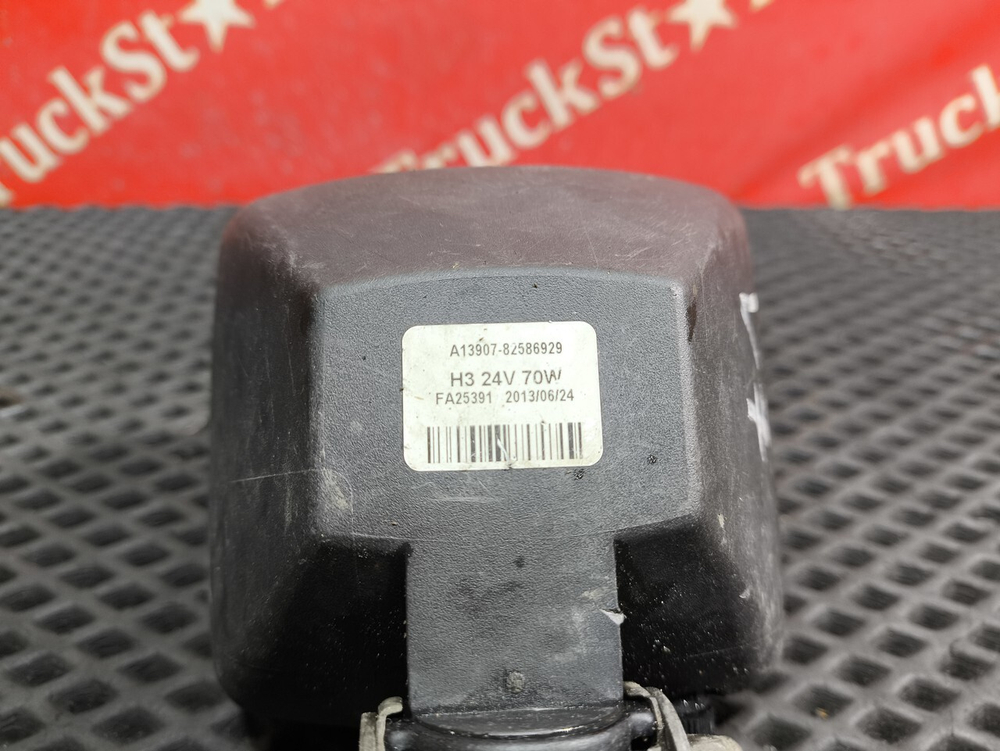 TruckSt★
TruckSt★
Truck
A13907-82586929
H3 24V 70W
FA25391 2013/06/24